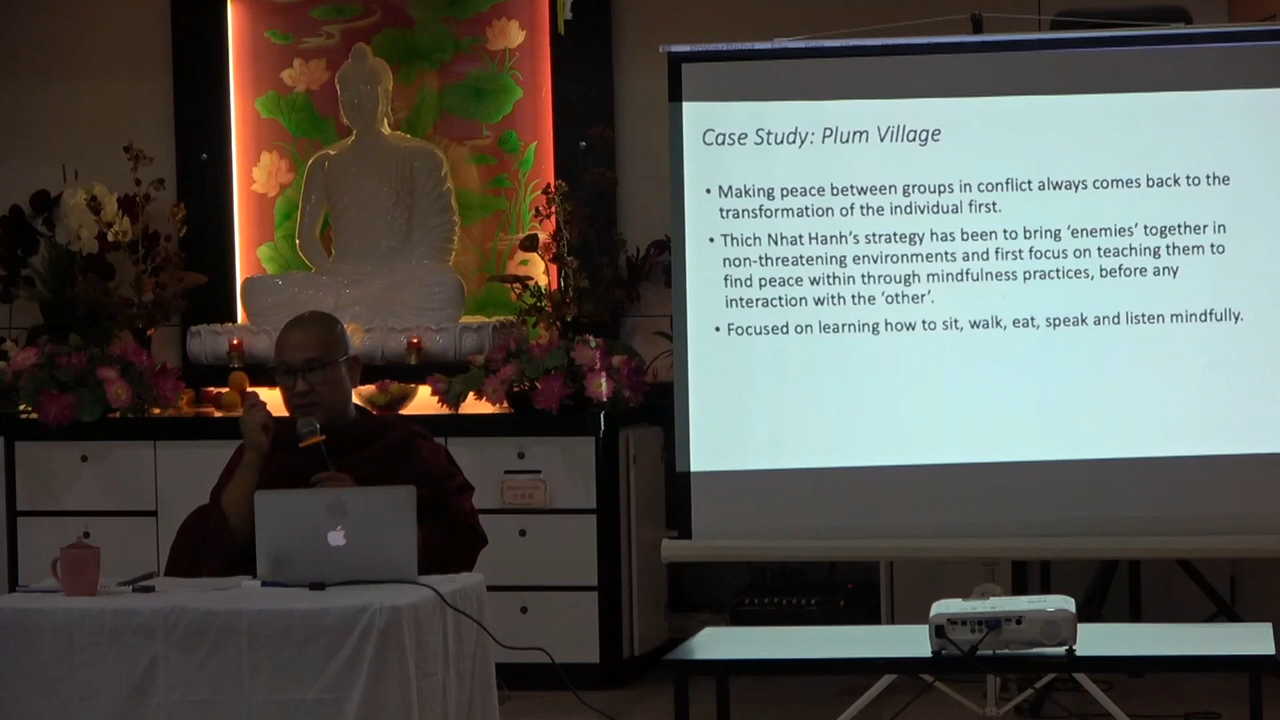 Case Study: Plum Village
• Making peace between groups in conflict always comes back to the
transformation of the individual first.
• Thich Nhat Hanh's strategy has been to bring ‘enemies’ together in
non-threatening environments and first focus on teaching them to
find peace within through mindfulness practices, before any
interaction with the ‘other’.
• Focused on learning how to sit, walk, eat, speak and listen mindfully.